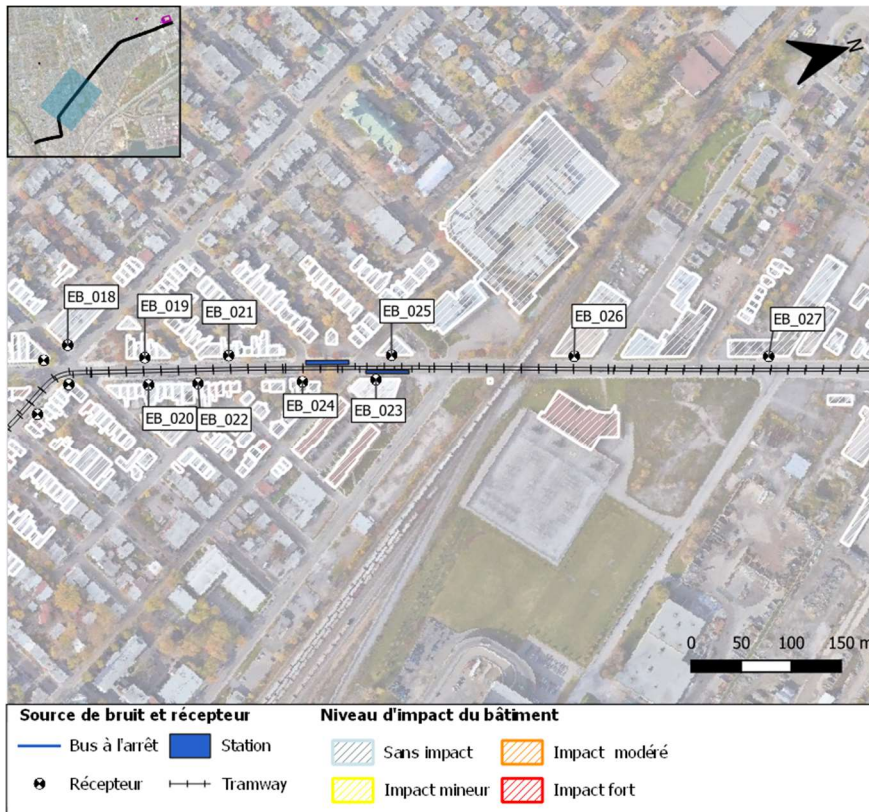 N
EB_018
EB_019
EB_021
EB_025
EB_026
EB_027
EB_020
EB_022
EB_024
EB_023
0 50 100 150 m
Source de bruit et récepteur
Niveau d'impact du bâtiment
Bus à l'arrêt
Station
Sans impact
Impact modéré
Récepteur
Tramway
Impact mineur
Impact fort